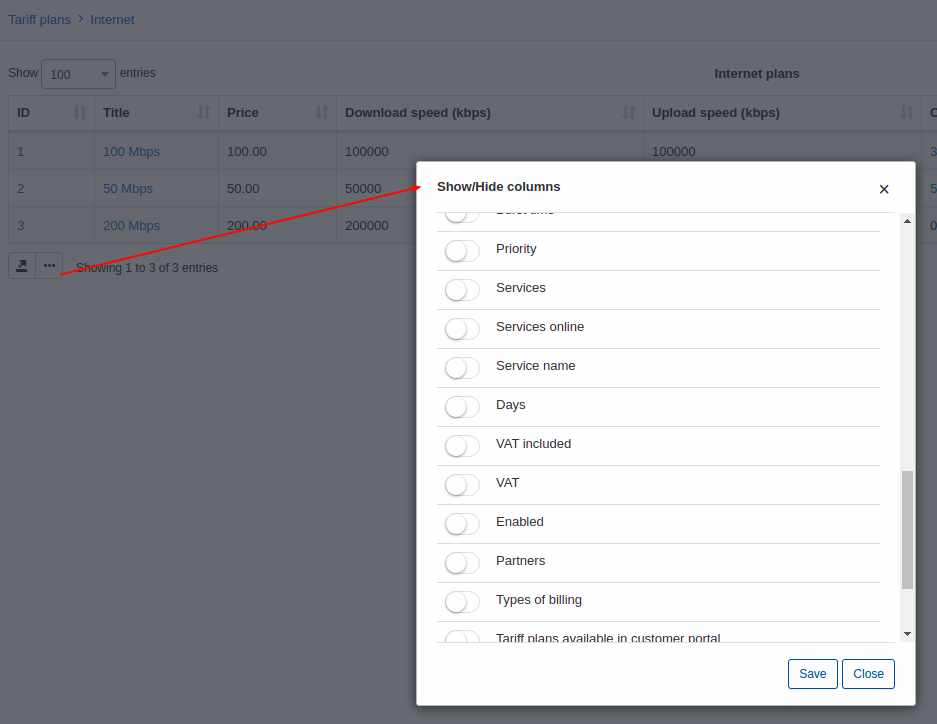 Tariff plans > Internet
Show 100 entries
Internet plans
ID Title Price Download speed (kbps) Upload speed (kbps)
1 100 Mbps 100.00 100000 100000 3
2 50 Mbps 50.00 50000 5
3 200 Mbps 200.00 200000 0
Showing 1 to 3 of 3 entries
Show/Hide columns
×
Priority
Services
Services online
Service name
Days
VAT included
VAT
Enabled
Partners
Types of billing
Tariff plans available in customer portal
Save Close